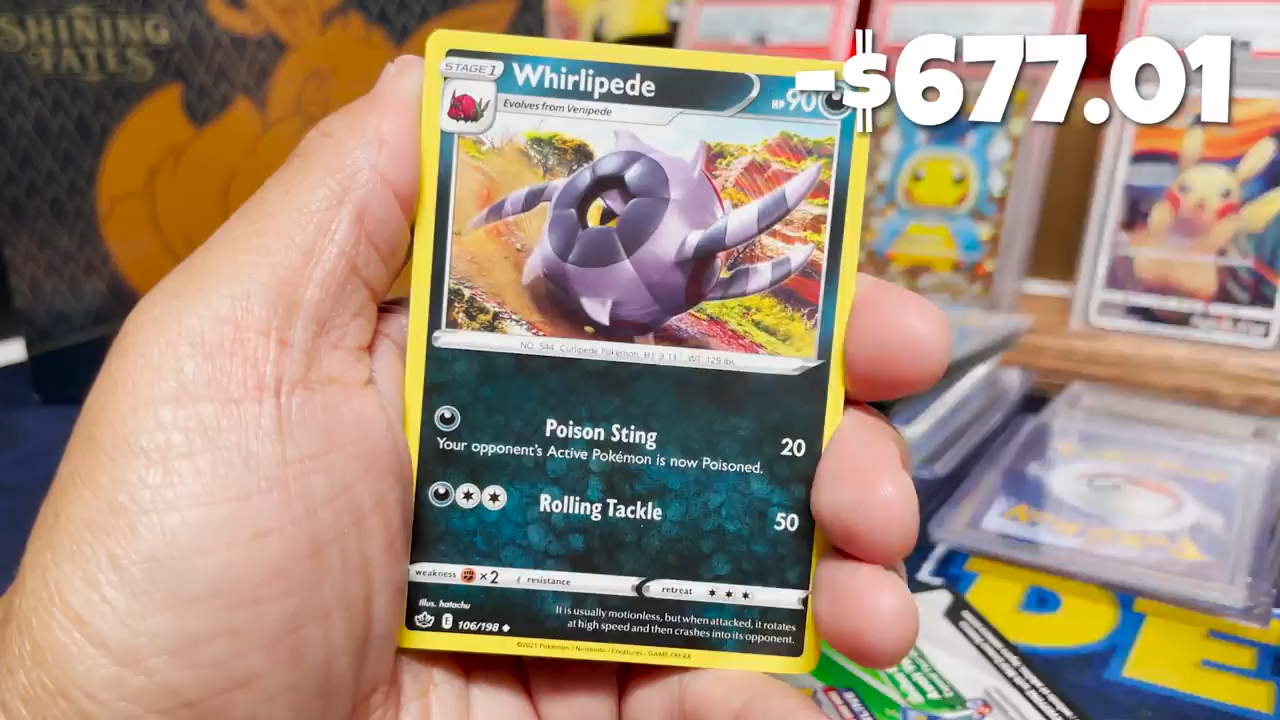 SHINING
FATES
-$677.01
STAGE 1
Whirlipede
HP 90
Evolves from Venipede
NO. 544 Curlipede Pokémon HT: 3'11" WT: 129 lbs.
Poison Sting
20
Your opponent's Active Pokémon is now Poisoned.
Rolling Tackle
50
weakness ×2 resistance
retreat
Illus. hatachu
E 106/198
It is usually motionless, but when attacked, it rotates
at high speed and then crashes into its opponent.
©2021 Pokémon / Nintendo / Creatures / GAME FREAK
DE